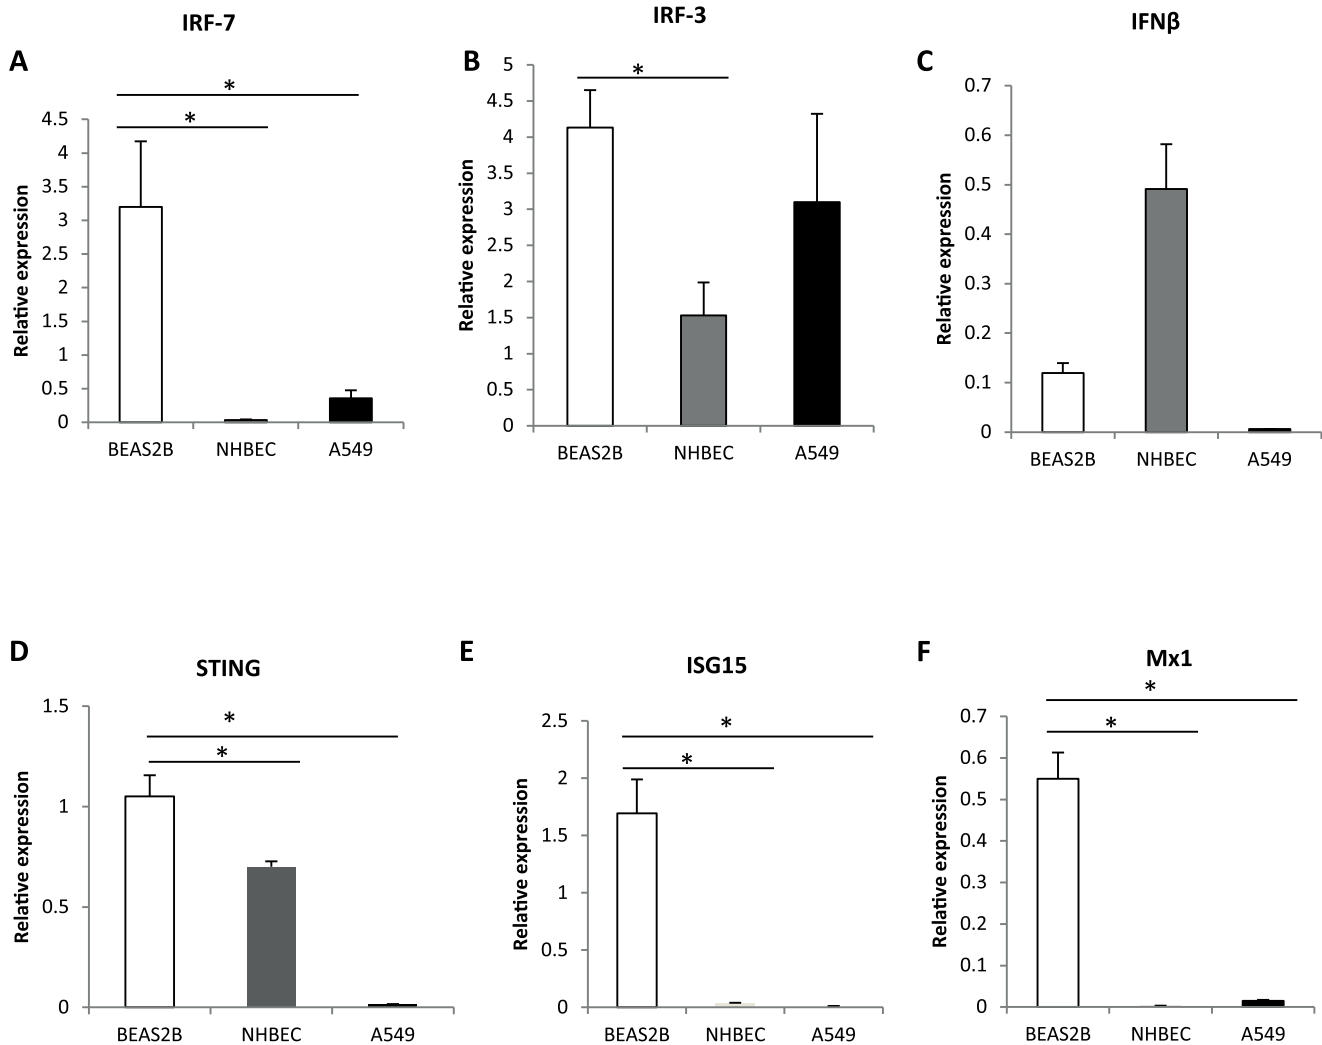 A
IRF-7
*
*
Relative expression
4.5
4
3.5
3
2.5
2
1.5
1
0.5
0
BEAS2B NHBEC A549
B
IRF-3
*
Relative expression
5
4.5
4
3.5
3
2.5
2
1.5
1
0.5
0
BEAS2B NHBEC A549
C
IFNβ
Relative expression
0.7
0.6
0.5
0.4
0.3
0.2
0.1
0
BEAS2B NHBEC A549
D
STING
*
*
Relative expression
1.5
1
0.5
0
BEAS2B NHBEC A549
E
ISG15
*
*
Relative expression
2.5
2
1.5
1
0.5
0
BEAS2B NHBEC A549
F
Mx1
*
*
Relative expression
0.7
0.6
0.5
0.4
0.3
0.2
0.1
0
BEAS2B NHBEC A549